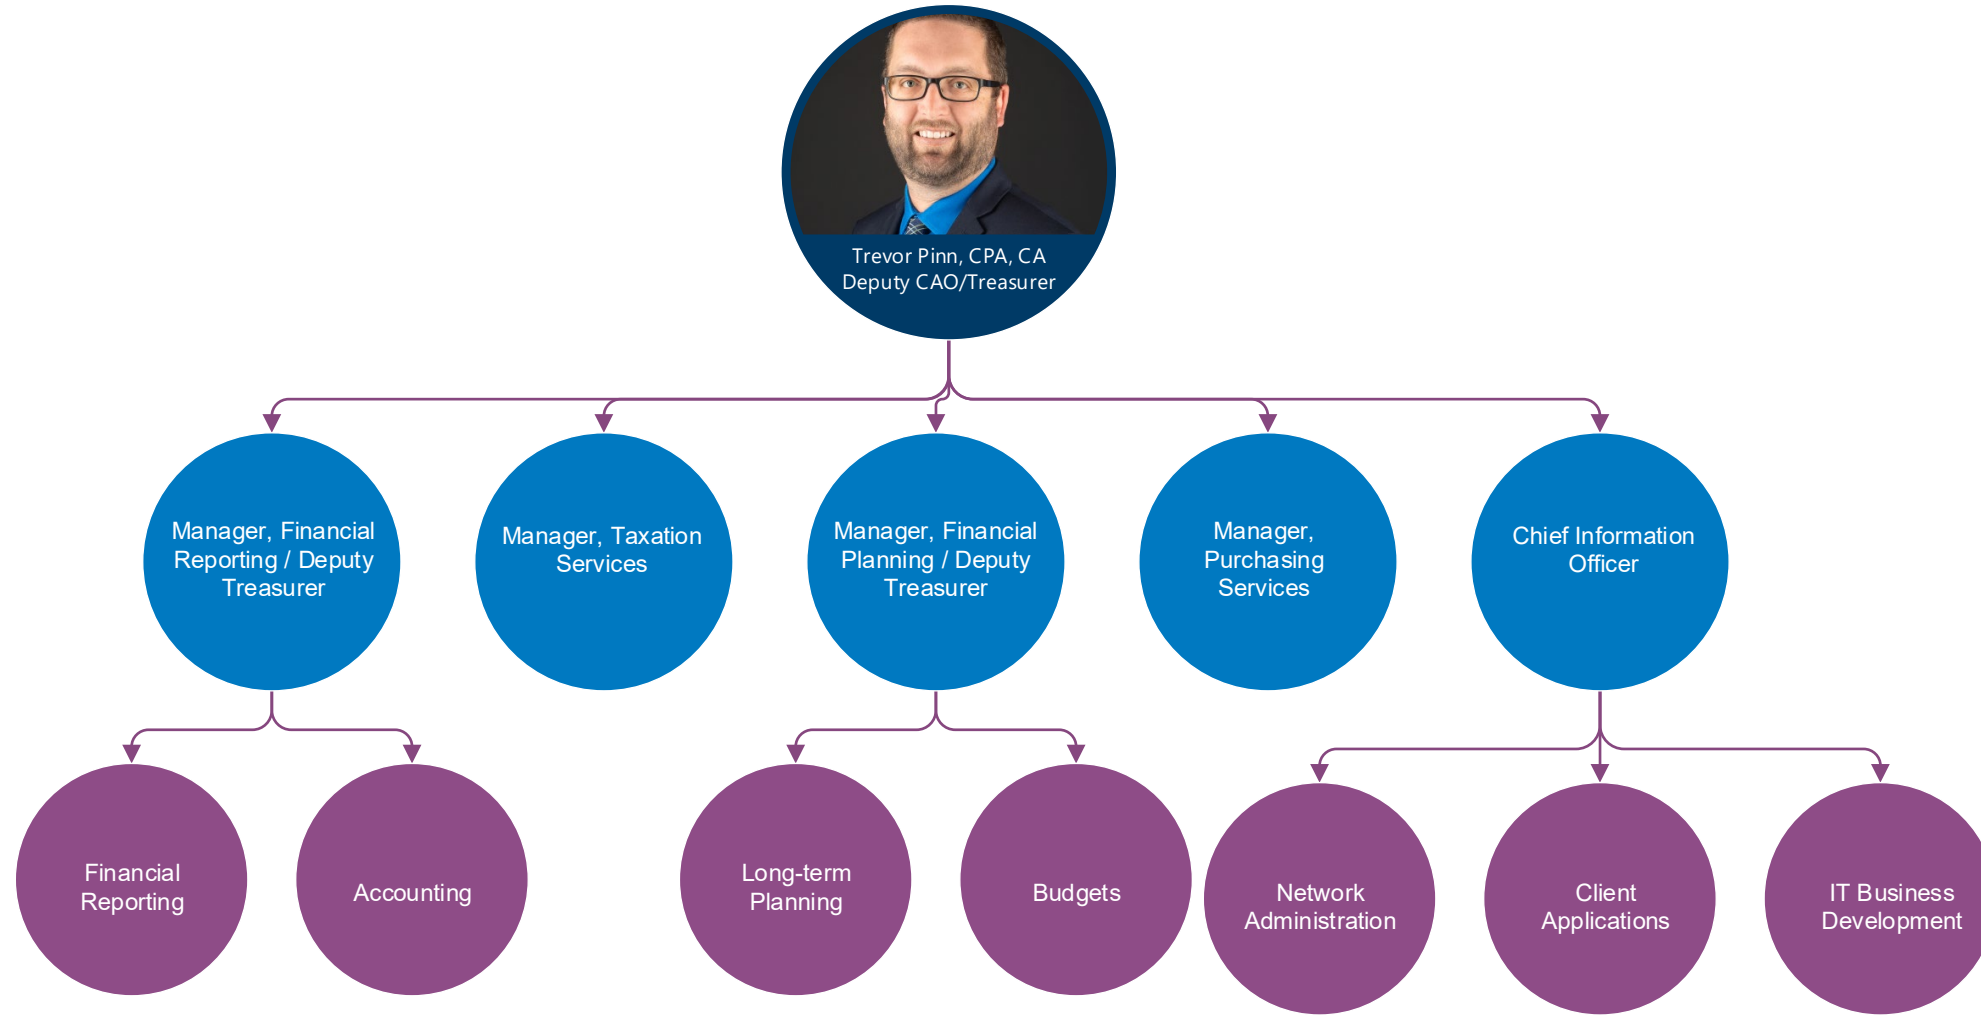 Trevor Pinn, CPA, CA
Deputy CAO/Treasurer
Manager, Financial
Reporting / Deputy
Treasurer
Manager, Taxation
Services
Manager, Financial
Planning / Deputy
Treasurer
Manager,
Purchasing
Services
Chief Information
Officer
Financial
Reporting
Accounting
Long-term
Planning
Budgets
Network
Administration
Client
Applications
IT Business
Development